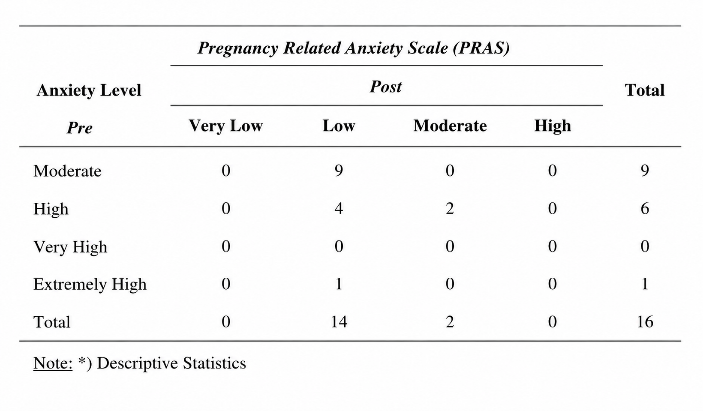 Pregnancy Related Anxiety Scale (PRAS)
Anxiety Level Post Total
Pre Very Low Low Moderate High
Moderate 0 9 0 0 9
High 0 4 2 0 6
Very High 0 0 0 0 0
Extremely High 0 1 0 0 1
Total 0 14 2 0 16
Note: *) Descriptive Statistics